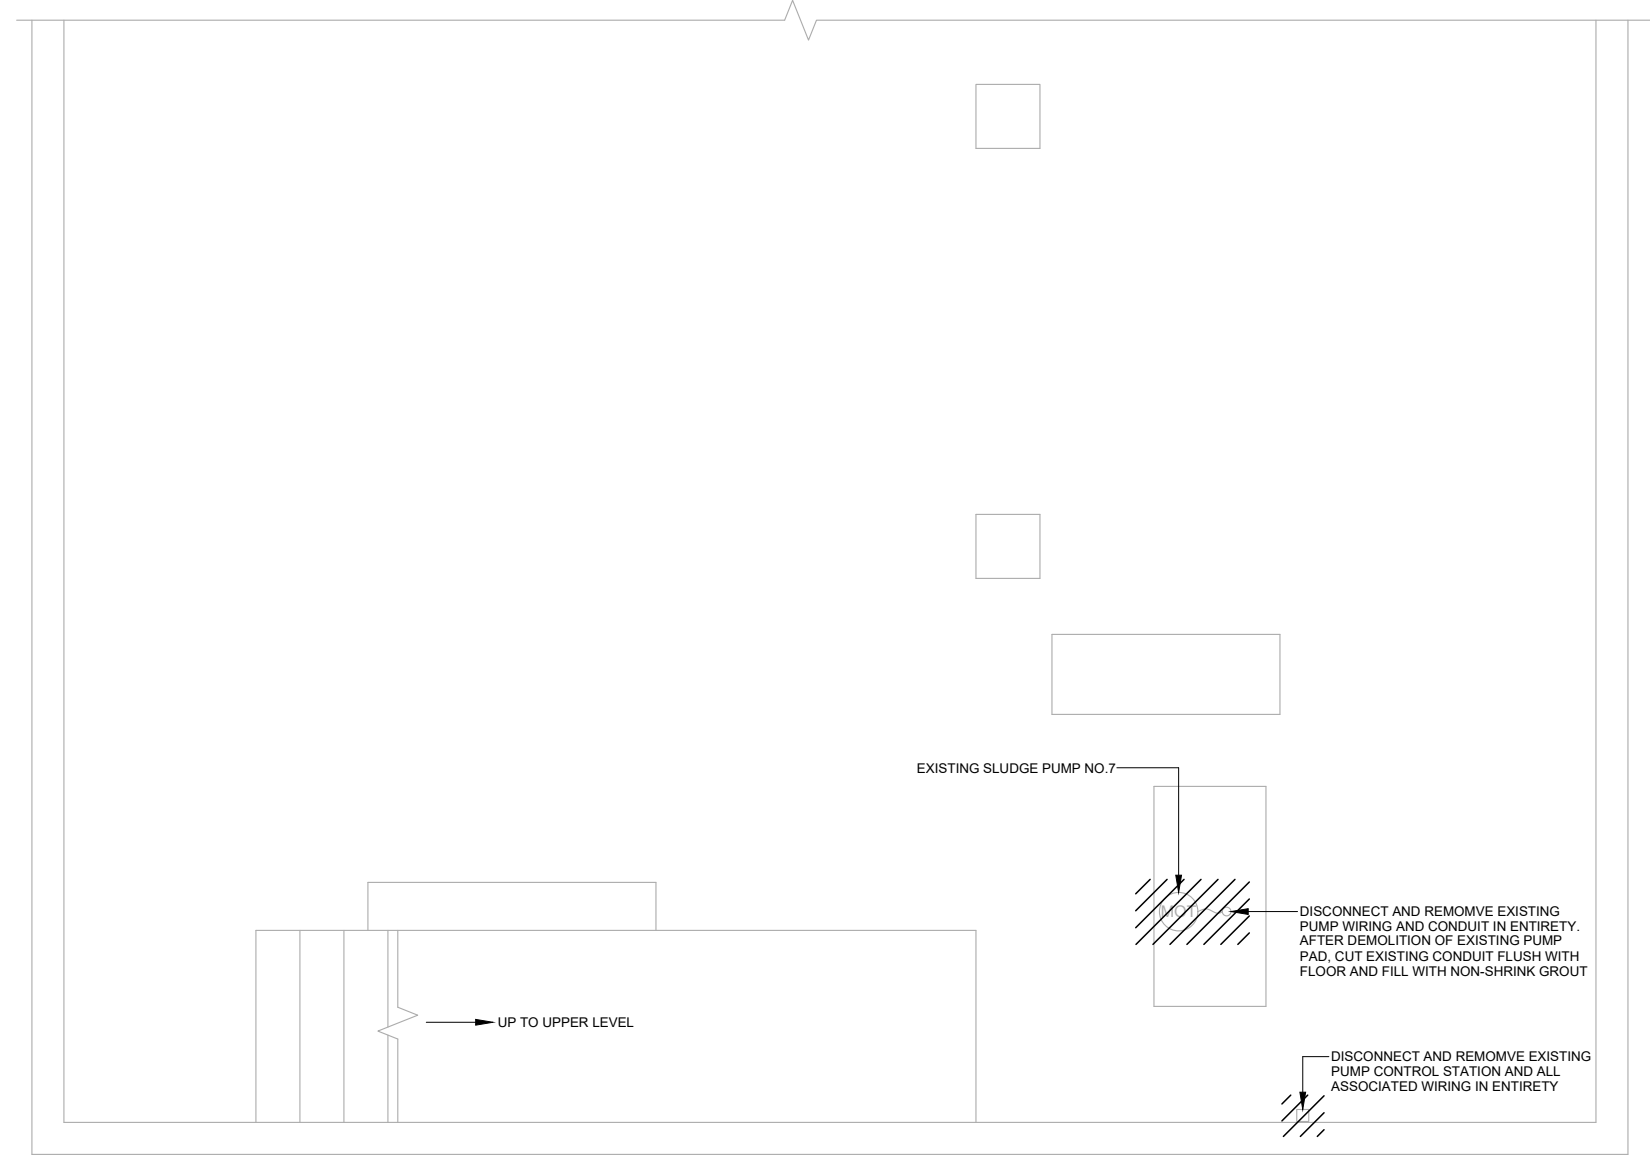 EXISTING SLUDGE PUMP NO.7
MOT
DISCONNECT AND REMOMVE EXISTING
PUMP WIRING AND CONDUIT IN ENTIRETY.
AFTER DEMOLITION OF EXISTING PUMP
PAD, CUT EXISTING CONDUIT FLUSH WITH
FLOOR AND FILL WITH NON-SHRINK GROUT
UP TO UPPER LEVEL
DISCONNECT AND REMOMVE EXISTING
PUMP CONTROL STATION AND ALL
ASSOCIATED WIRING IN ENTIRETY